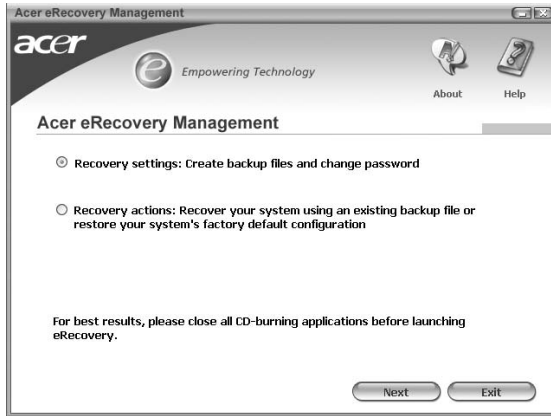 Acer eRecovery Management
acer
e Empowering Technology
About Help
Acer eRecovery Management
Recovery settings: Create backup files and change password
Recovery actions: Recover your system using an existing backup file or
restore your system's factory default configuration
For best results, please close all CD-burning applications before launching
eRecovery.
Next Exit